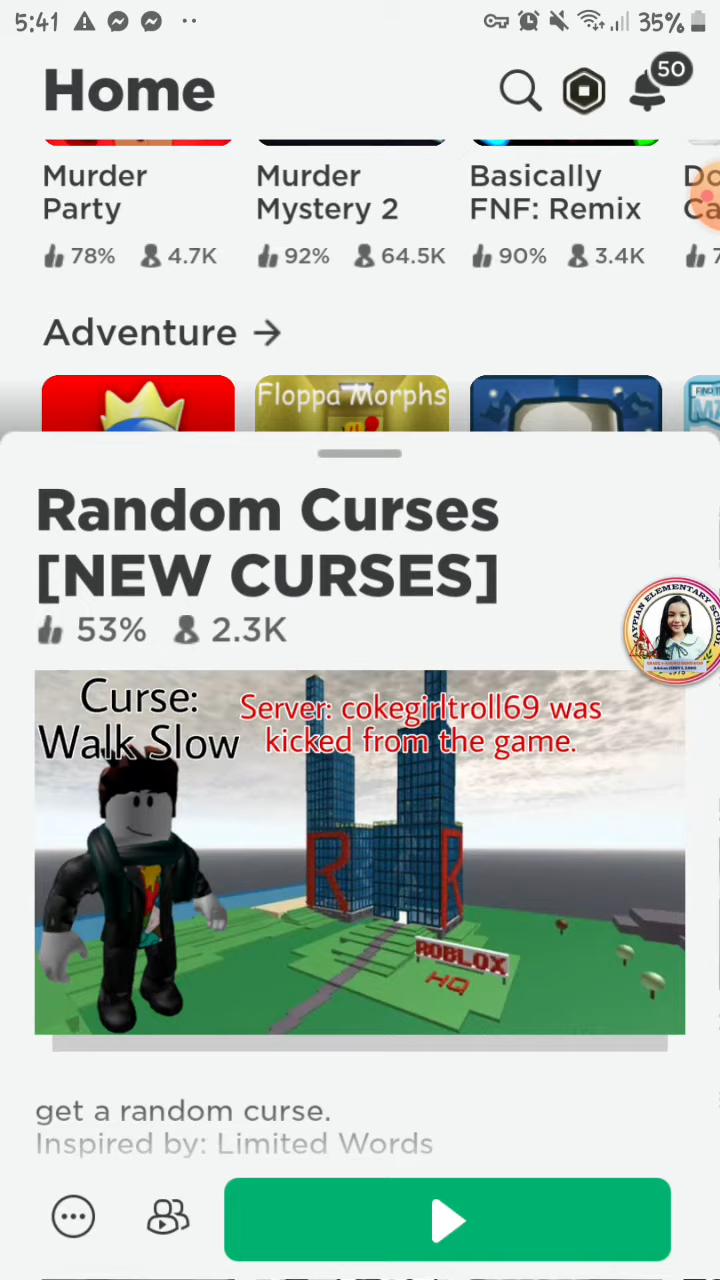 5:41
35%
Home
50
Murder
Party
Murder
Mystery 2
Basically
FNF: Remix
78%
4.7K
92%
64.5K
90%
3.4K
Adventure
Floppa Morphs
Random Curses
[NEW CURSES]
53%
2.3K
Curse:
Walk Slow
Server: cokegirltroll69 was
kicked from the game.
R
R
ROBLOX
HQ
ELEMENTARY SCHOOL
get a random curse.
Inspired by: Limited Words